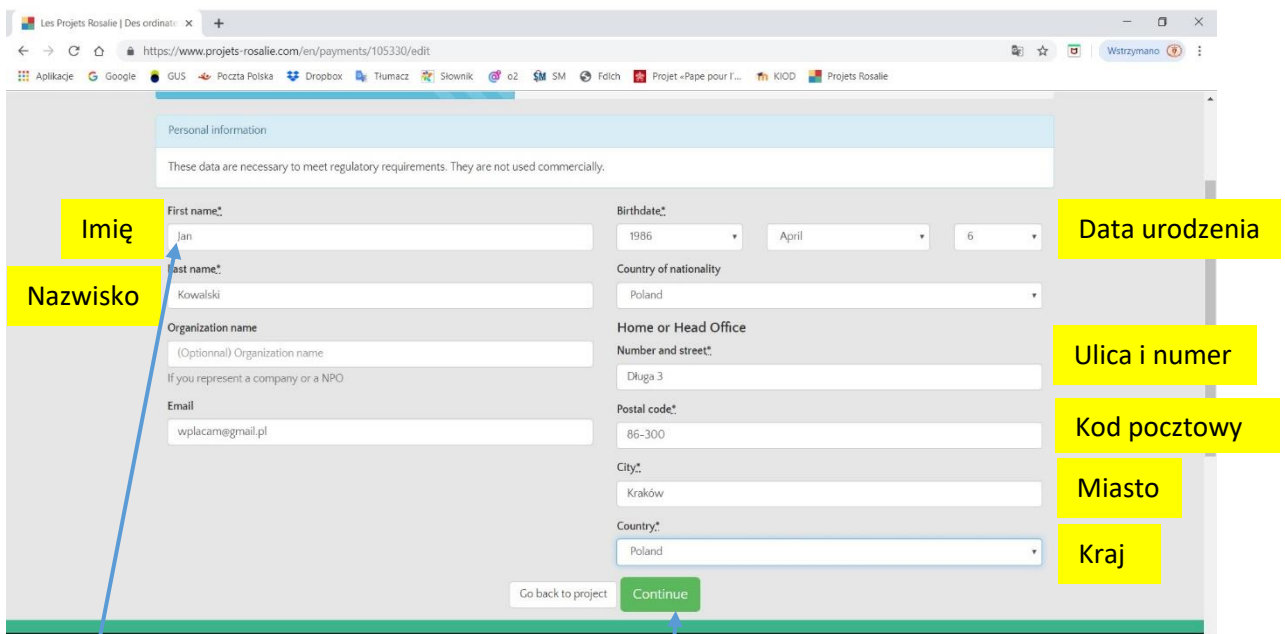 Les Projets Rosalie | Des ordinate
https://www.projets-rosalie.com/en/payments/105330/edit
Wstrzymano
Aplikacje Google GUS Poczta Polska Dropbox Tłumacz Słownik o2 SM SM Fdlch Projet «Pape pour l'... KIOD Projets Rosalie
Personal information
These data are necessary to meet regulatory requirements. They are not used commercially.
Imię
First name*
Jan
Nazwisko
Last name*
Kowalski
Organization name
(Optionnal) Organization name
If you represent a company or a NPO
Email
wplacam@gmail.pl
Birthdate*
1986 April 6
Data urodzenia
Country of nationality
Poland
Home or Head Office
Number and street*
Długa 3
Ulica i numer
Postal code*
86-300
Kod pocztowy
City*
Kraków
Miasto
Country*
Poland
Kraj
Go back to project Continue